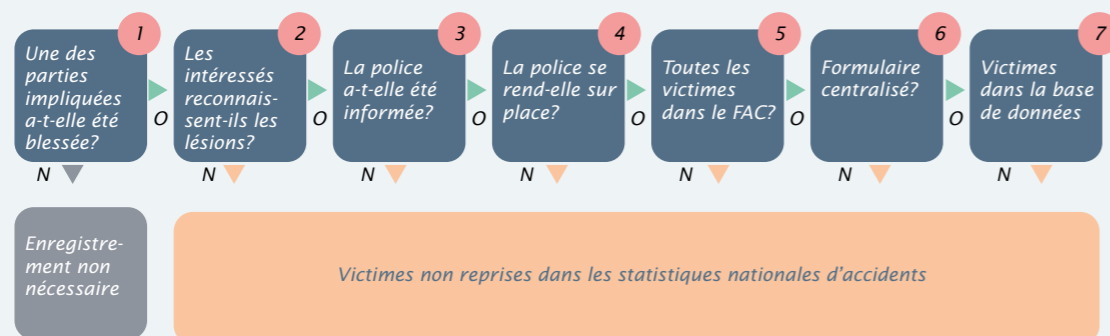 1
Une des
parties
impliquées
a-t-elle été
blessée?
O
N
2
Les
intéressés
reconnais-
sent-ils les
lésions?
O
N
3
La police
a-t-elle été
informée?
O
N
4
La police se
rend-elle sur
place?
O
N
5
Toutes les
victimes
dans le FAC?
O
N
6
Formulaire
centralisé?
O
N
7
Victimes
dans la base
de données
N
Enregistre-
ment non
nécessaire
Victimes non reprises dans les statistiques nationales d'accidents